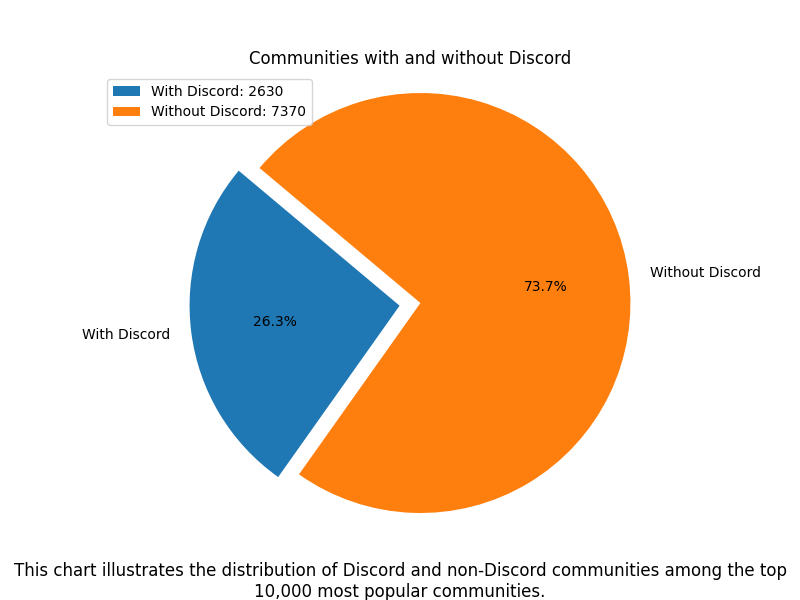 Communities with and without Discord
With Discord: 2630
Without Discord: 7370
73.7%
Without Discord
26.3%
With Discord
This chart illustrates the distribution of Discord and non-Discord communities among the top
10,000 most popular communities.